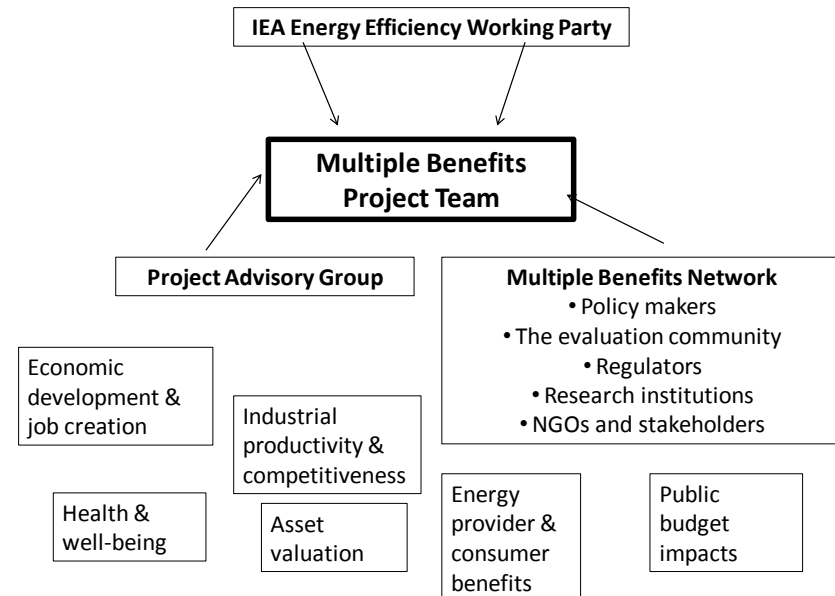 IEA Energy Efficiency Working Party
Multiple Benefits
Project Team
Project Advisory Group
Multiple Benefits Network
• Policy makers
• The evaluation community
• Regulators
• Research institutions
• NGOs and stakeholders
Economic
development &
job creation
Industrial
productivity &
competitiveness
Health &
well-being
Asset
valuation
Energy
provider &
consumer
benefits
Public
budget
impacts